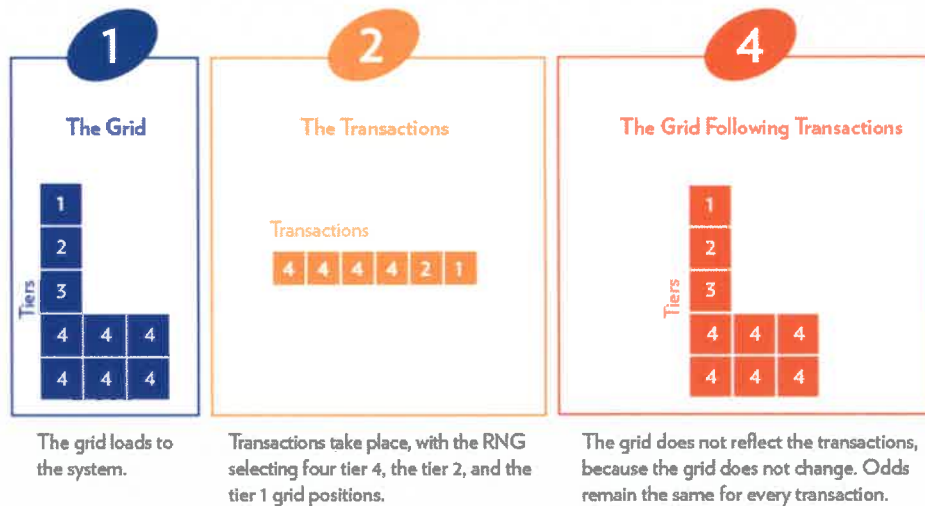 1
The Grid
Tiers
1
2
3
4 4 4
4 4 4
The grid loads to
the system.
2
The Transactions
Transactions
4 4 4 4 2 1
Transactions take place, with the RNG
selecting four tier 4, the tier 2, and the
tier 1 grid positions.
4
The Grid Following Transactions
Tiers
1
2
3
4 4 4
4 4 4
The grid does not reflect the transactions,
because the grid does not change. Odds
remain the same for every transaction.